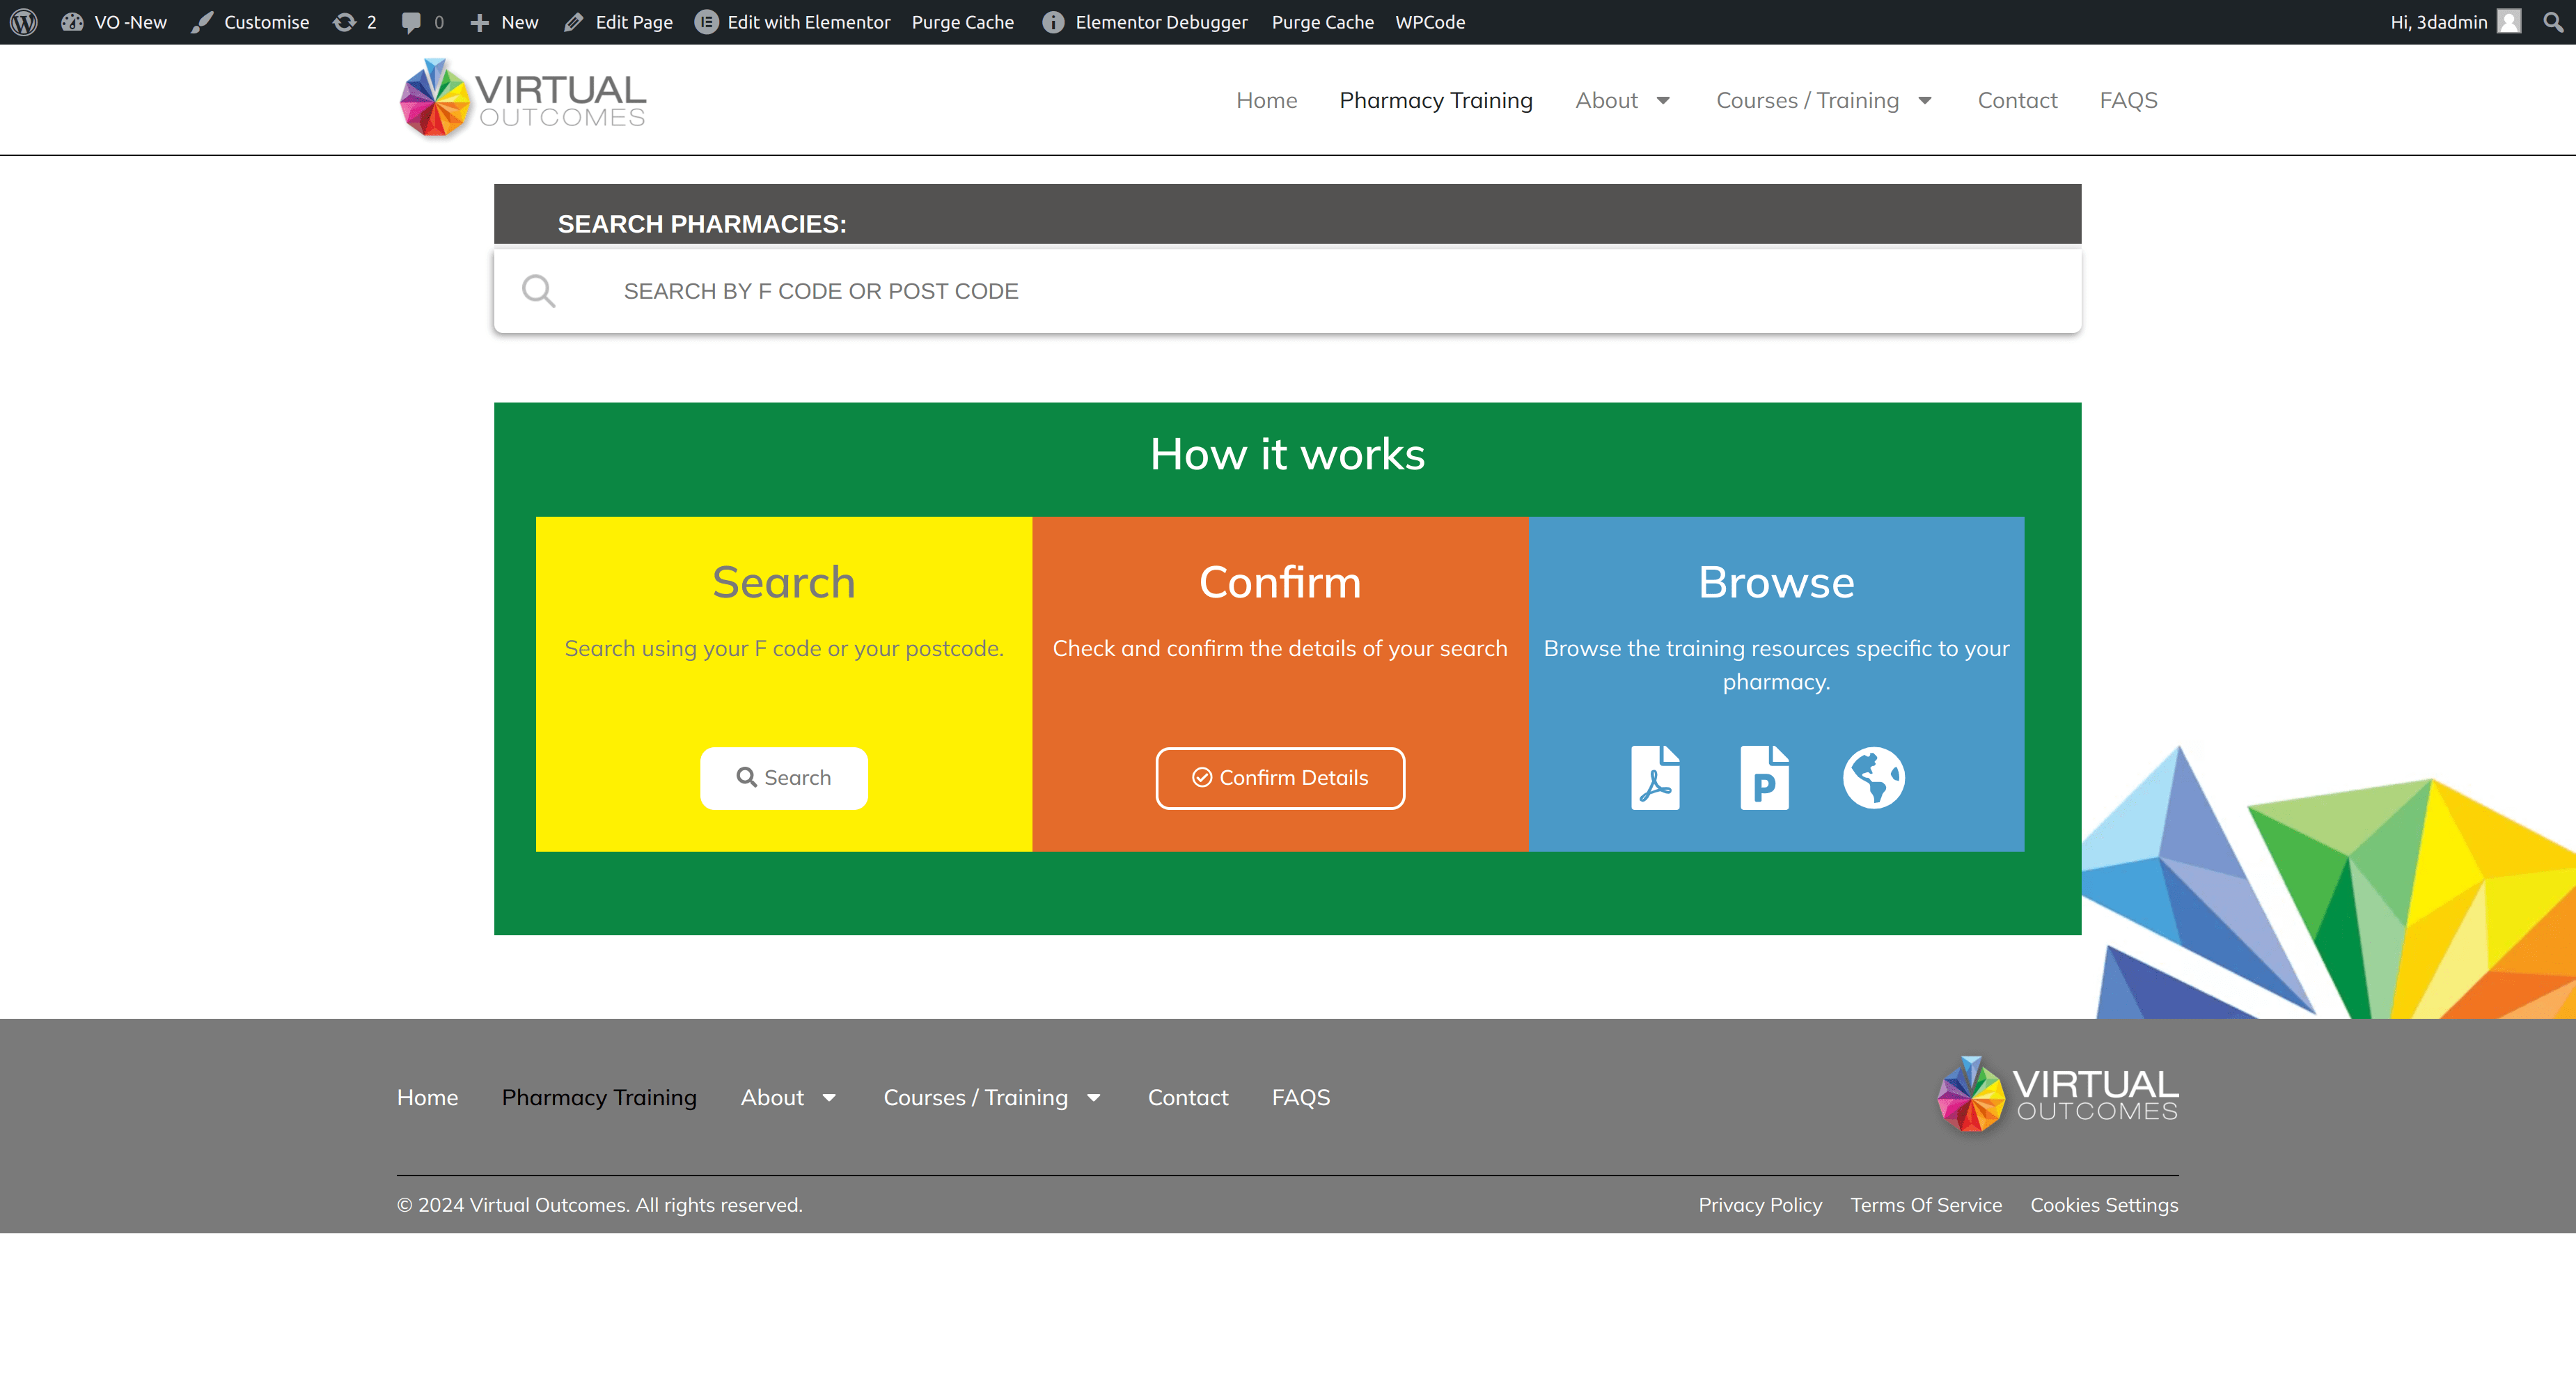 VO -New Customise 2 0 New Edit Page Edit with Elementor Purge Cache Elementor Debugger Purge Cache WPCode Hi, 3dadmin
VIRTUAL
OUTCOMES
Home Pharmacy Training About Courses / Training Contact FAQS
SEARCH PHARMACIES:
SEARCH BY F CODE OR POST CODE
How it works
Search
Search using your F code or your postcode.
Search
Confirm
Check and confirm the details of your search
Confirm Details
Browse
Browse the training resources specific to your
pharmacy.
P
Home Pharmacy Training About Courses / Training Contact FAQS
VIRTUAL
OUTCOMES
© 2024 Virtual Outcomes. All rights reserved.
Privacy Policy Terms Of Service Cookies Settings